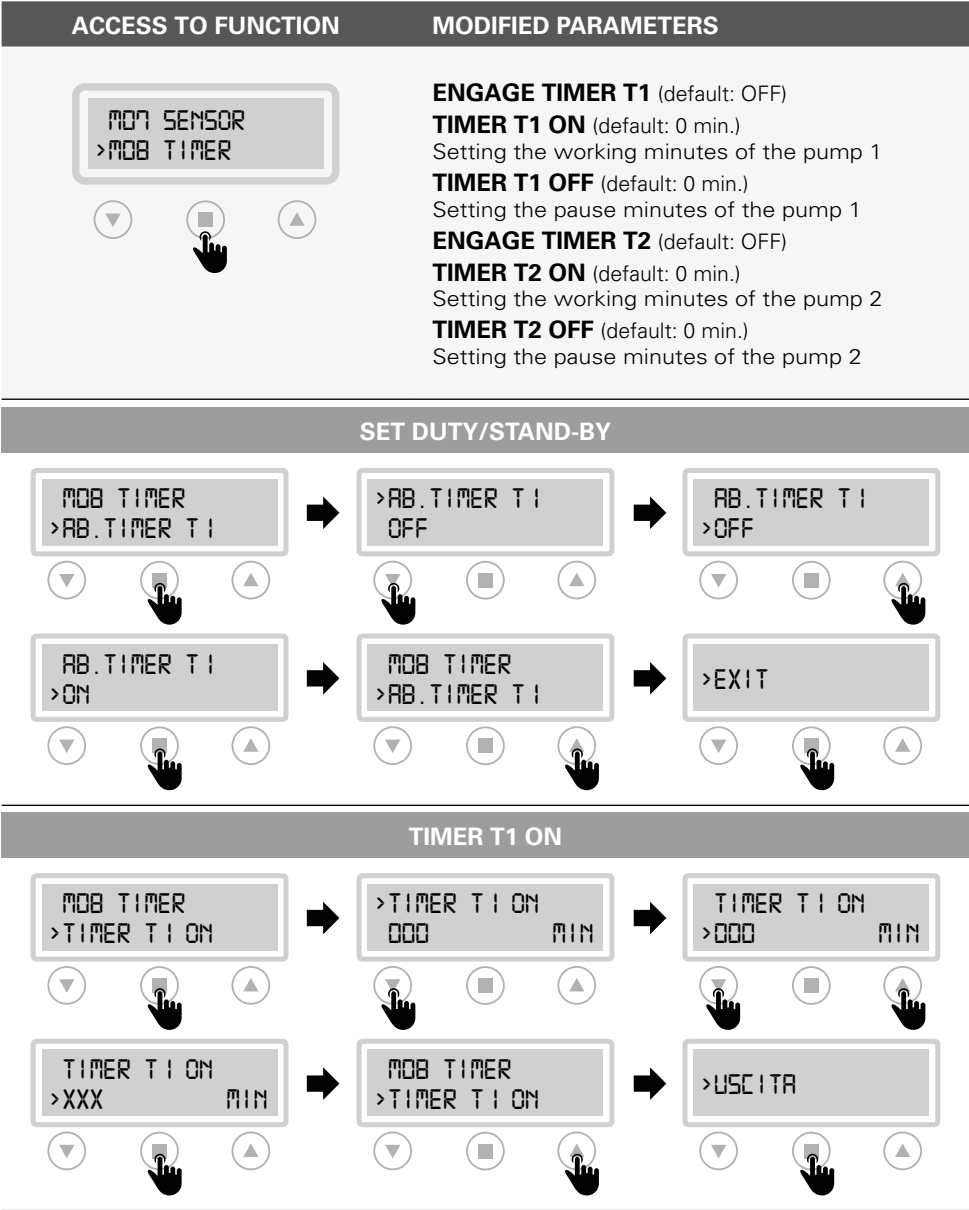 ACCESS TO FUNCTION
MODIFIED PARAMETERS
M07 SENSOR
>M08 TIMER
ENGAGE TIMER T1 (default: OFF)
TIMER T1 ON (default: 0 min.)
Setting the working minutes of the pump 1
TIMER T1 OFF (default: 0 min.)
Setting the pause minutes of the pump 1
ENGAGE TIMER T2 (default: OFF)
TIMER T2 ON (default: 0 min.)
Setting the working minutes of the pump 2
TIMER T2 OFF (default: 0 min.)
Setting the pause minutes of the pump 2
SET DUTY/STAND-BY
M08 TIMER
>AB.TIMER T1
>AB.TIMER T1
OFF
AB.TIMER T1
>OFF
AB.TIMER T1
>ON
M08 TIMER
>AB.TIMER T1
>EXIT
TIMER T1 ON
M08 TIMER
>TIMER T1 ON
>TIMER T1 ON
000 MIN
TIMER T1 ON
>000 MIN
TIMER T1 ON
>XXX MIN
M08 TIMER
>TIMER T1 ON
>USCITA